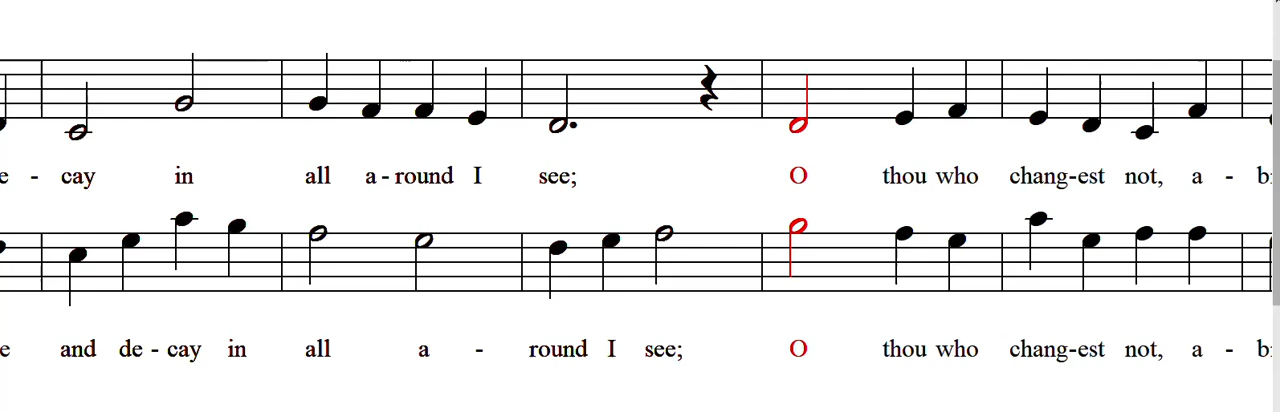 e - cay in all a - round I see; O thou who chang-est not, a -
e and de - cay in all a - round I see; O thou who chang-est not, a -